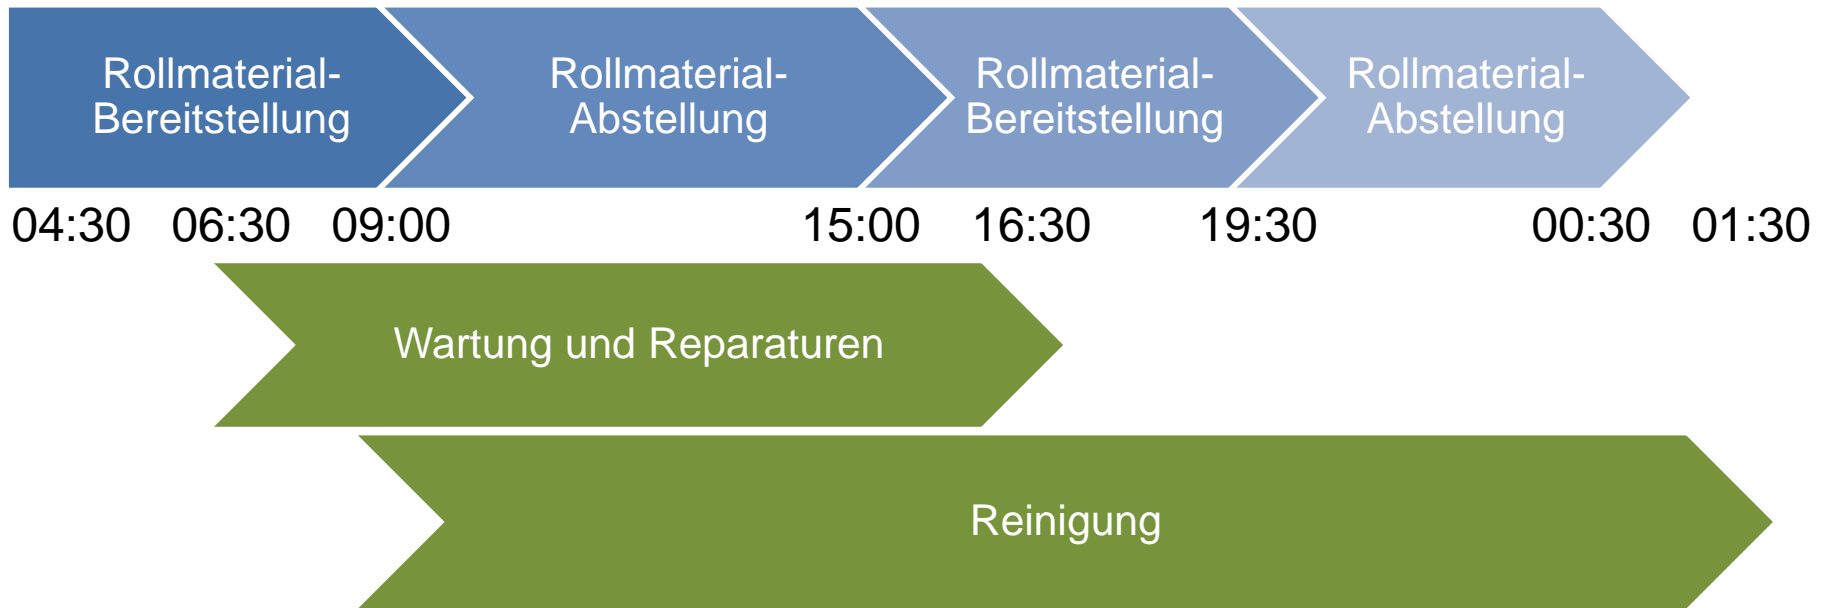 Rollmaterial-
Bereitstellung
Rollmaterial-
Abstellung
Rollmaterial-
Bereitstellung
Rollmaterial-
Abstellung
04:30 06:30 09:00 15:00 16:30 19:30 00:30 01:30
Wartung und Reparaturen
Reinigung